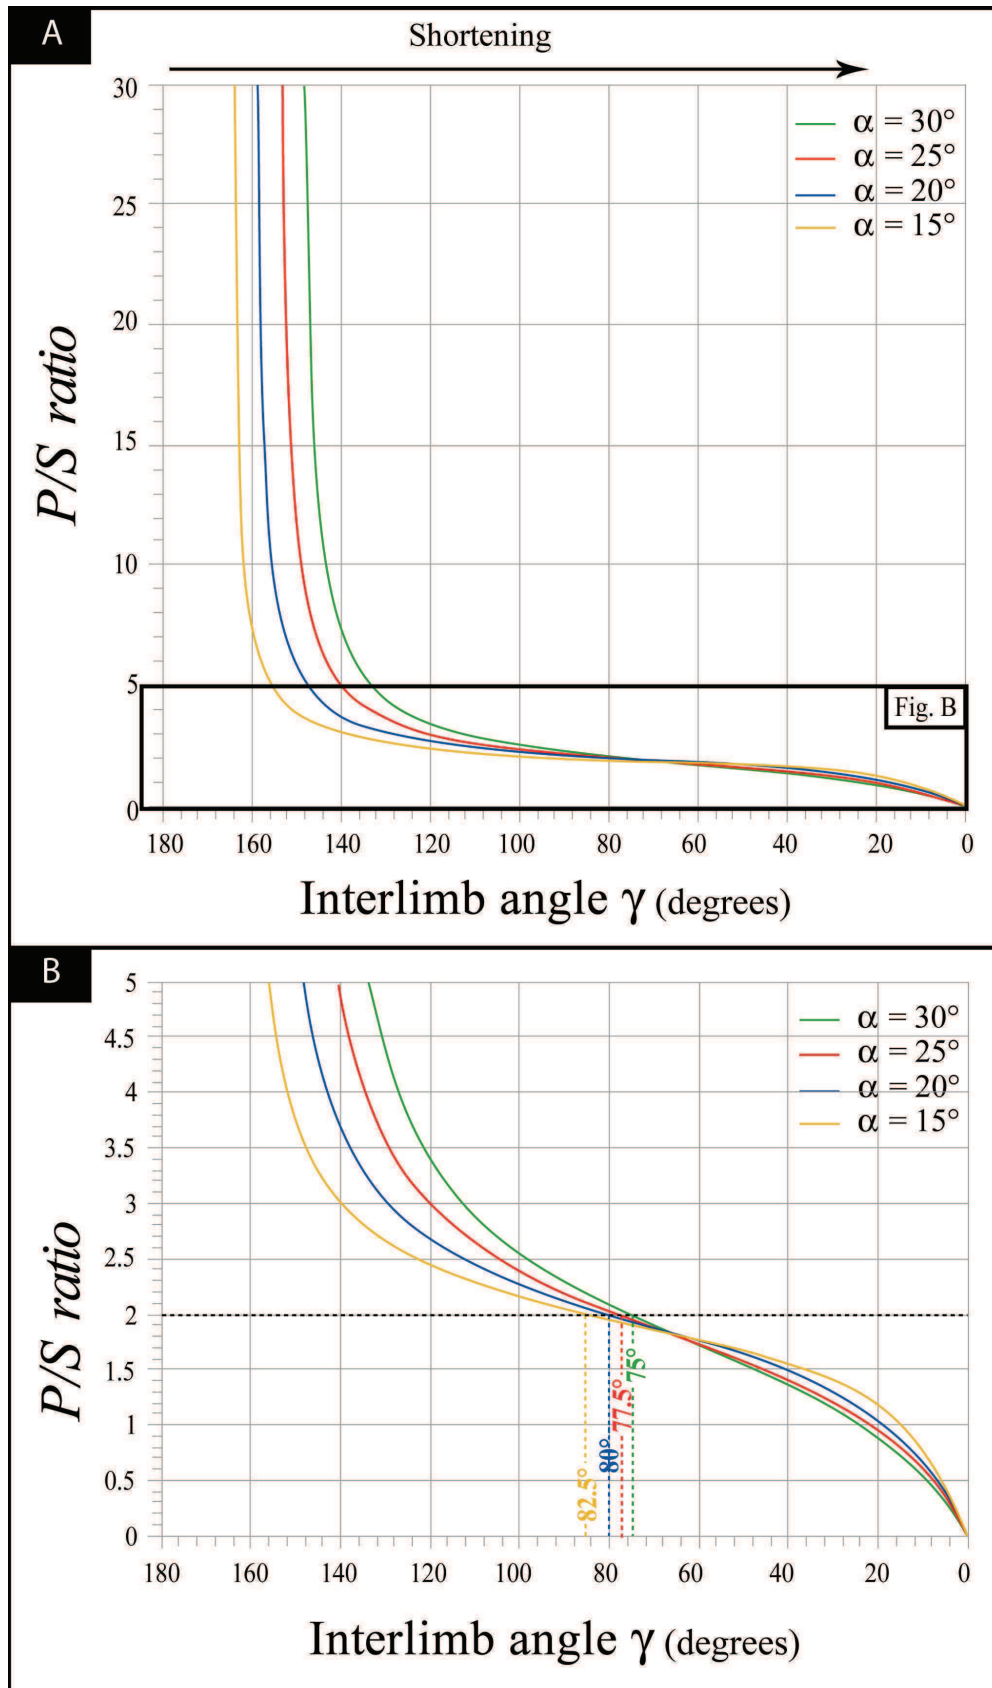 A
Shortening
30
25
20
15
10
5
0
P/S ratio
α = 30°
α = 25°
α = 20°
α = 15°
Fig. B
180 160 140 120 100 80 60 40 20 0
Interlimb angle γ (degrees)
B
5
4.5
4
3.5
3
2.5
2
1.5
1
0.5
0
P/S ratio
α = 30°
α = 25°
α = 20°
α = 15°
82.5°
80°
77.5°
75°
180 160 140 120 100 80 60 40 20 0
Interlimb angle γ (degrees)